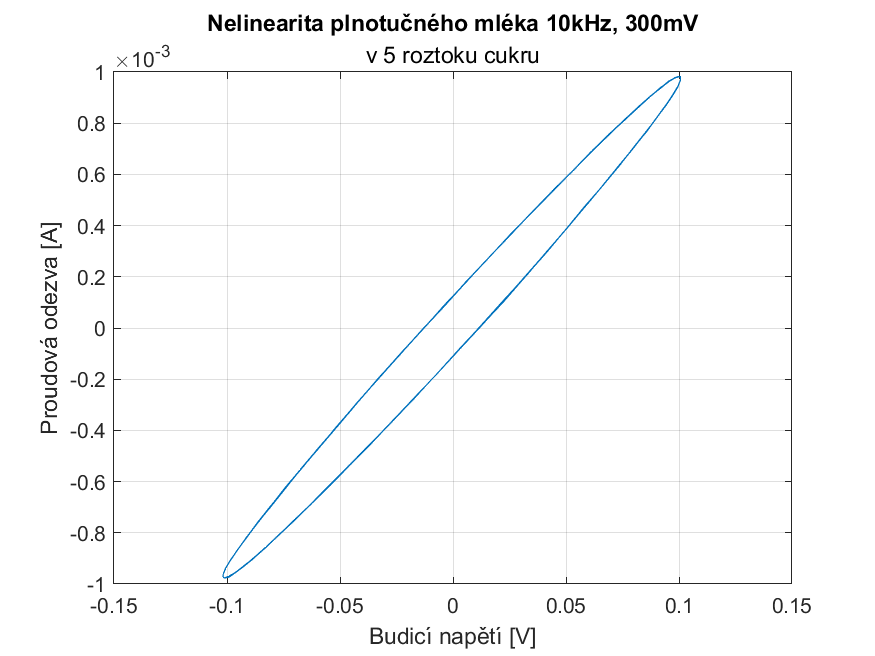 Nelinearita plnotučného mléka 10kHz, 300mV
v 5 roztoku cukru
×10-3
1
0.8
0.6
0.4
0.2
0
-0.2
-0.4
-0.6
-0.8
-1
Proudová odezva [A]
-0.15 -0.1 -0.05 0 0.05 0.1 0.15
Budicí napětí [V]